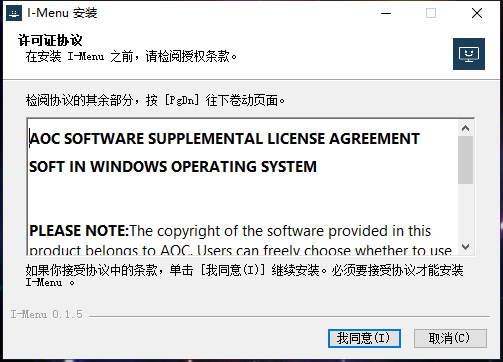 I-Menu 安装
许可证协议
在安装 I-Menu 之前，请检阅授权条款。
检阅协议的其余部分，按 [PgDn] 往下卷动页面。
AOC SOFTWARE SUPPLEMENTAL LICENSE AGREEMENT
SOFT IN WINDOWS OPERATING SYSTEM
PLEASE NOTE:The copyright of the software provided in this
product belongs to AOC. Users can freely choose whether to use
如果你接受协议中的条款，单击 [我同意(I)] 继续安装。必须要接受协议才能安装
I-Menu 。
I-Menu 0.1.5
我同意(I)
取消(C)